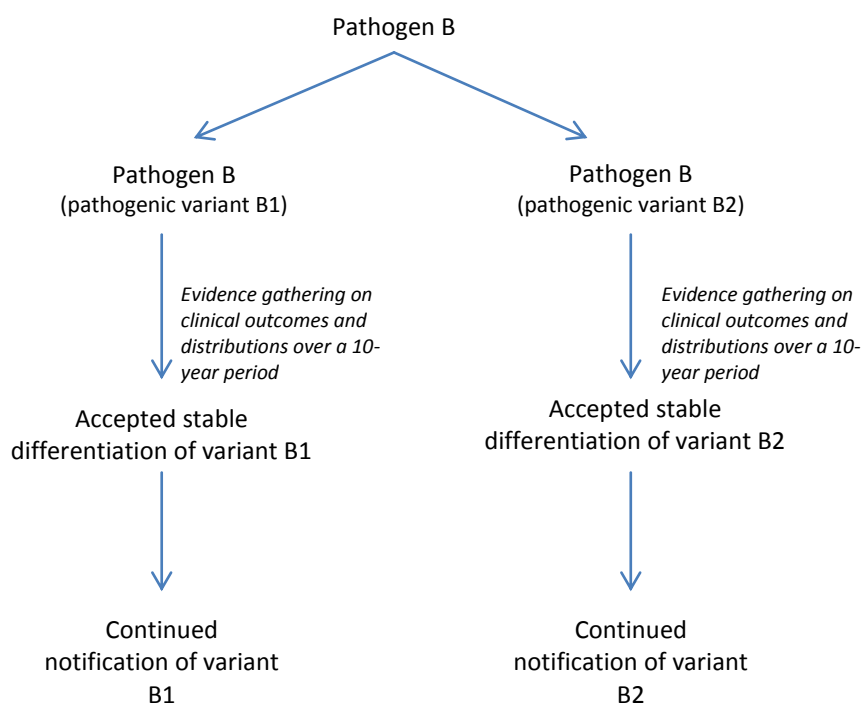 Pathogen B
Pathogen B
(pathogenic variant B1)
Pathogen B
(pathogenic variant B2)
Evidence gathering on
clinical outcomes and
distributions over a 10-
year period
Evidence gathering on
clinical outcomes and
distributions over a 10-
year period
Accepted stable
differentiation of variant B1
Accepted stable
differentiation of variant B2
Continued
notification of variant
B1
Continued
notification of variant
B2